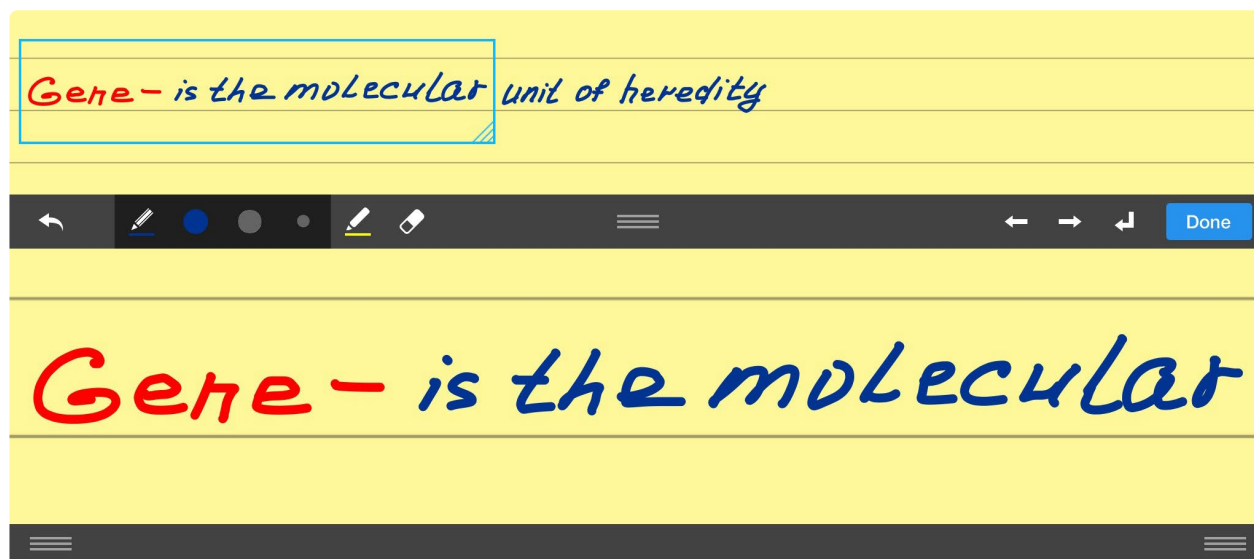 Gene- is the molecular unit of heredity
Done
Gene- is the molecular